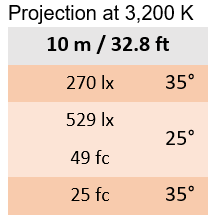 Projection at 3,200 K
10 m / 32.8 ft
270 lx 35°
529 lx
25°
49 fc
25 fc 35°